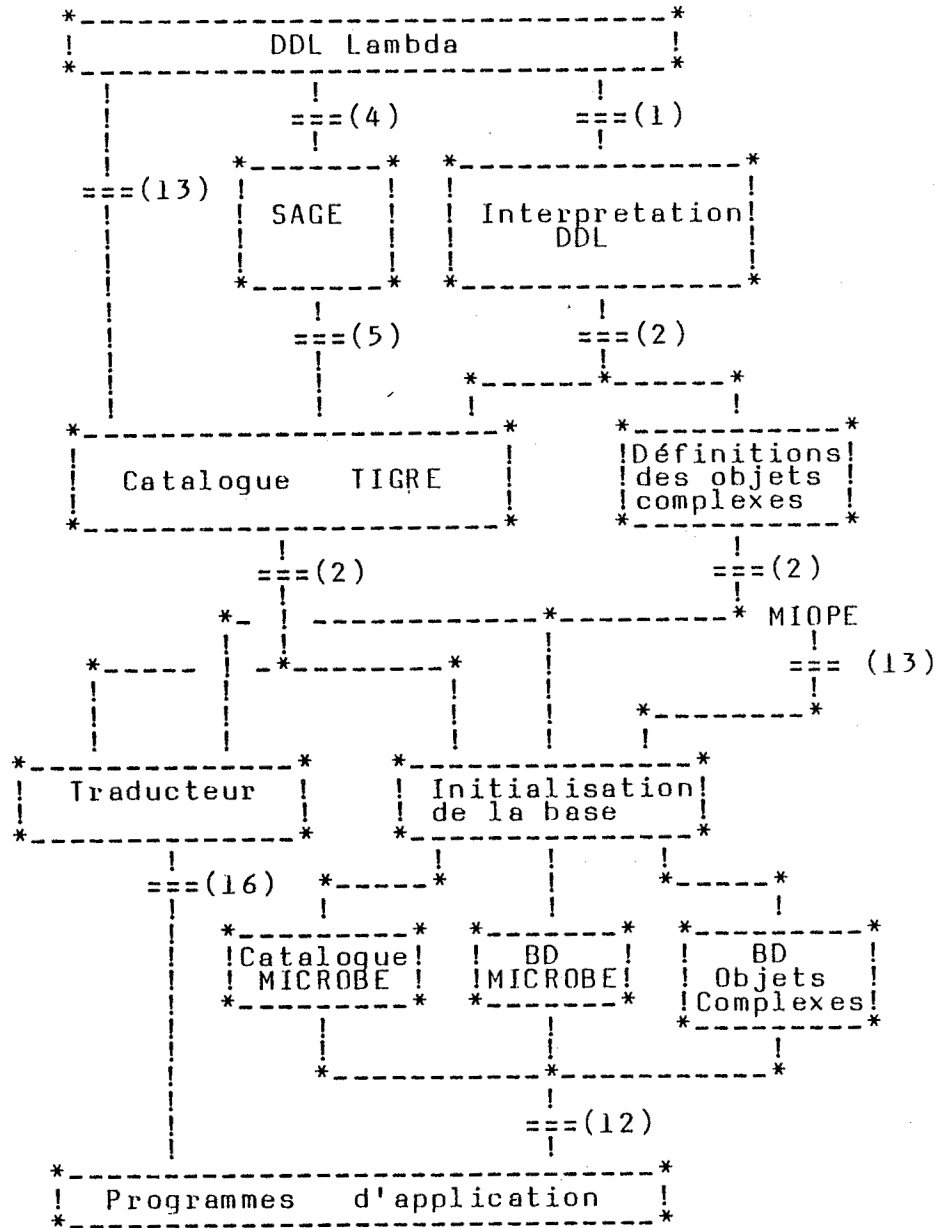 DDL Lambda
===(4) ===(1)
===(13)
SAGE Interpretation
DDL
===(5) ===(2)
Catalogue TIGRE
Définitions
des objets
complexes
===(2) ===(2)
MIOPE
=== (13)
Traducteur
Initialisation
de la base
===(16)
Catalogue
MICROBE
BD
MICROBE
BD
Objets
Complexes
===(12)
Programmes d'application